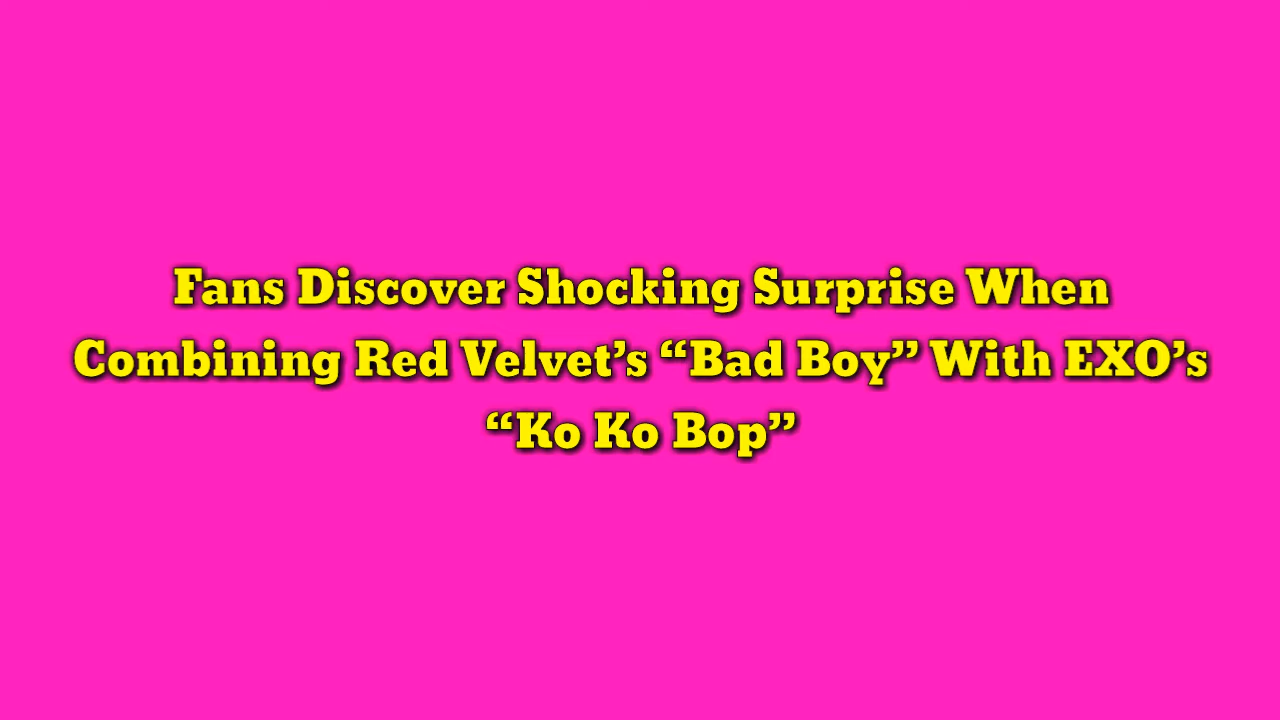 Fans Discover Shocking Surprise When
Combining Red Velvet’s “Bad Boy” With EXO’s
“Ko Ko Bop”